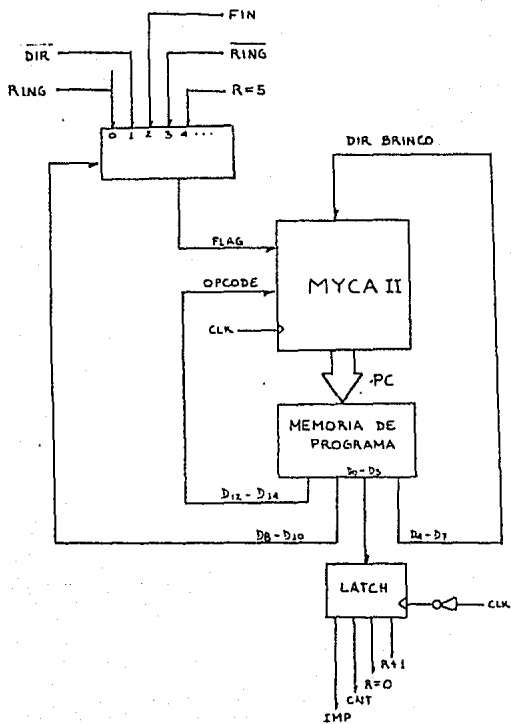 FIN
DIR
RING
RING
R=5
0 1 2 3 4 ...
DIR BRINCO
FLAG
OPCODE
MYCA II
CLK
PC
MEMORIA DE
PROGRAMA
D0-D3
D12-D14
D8-D10
D4-D7
LATCH
CLK
R+1
R=0
CNT
IMP